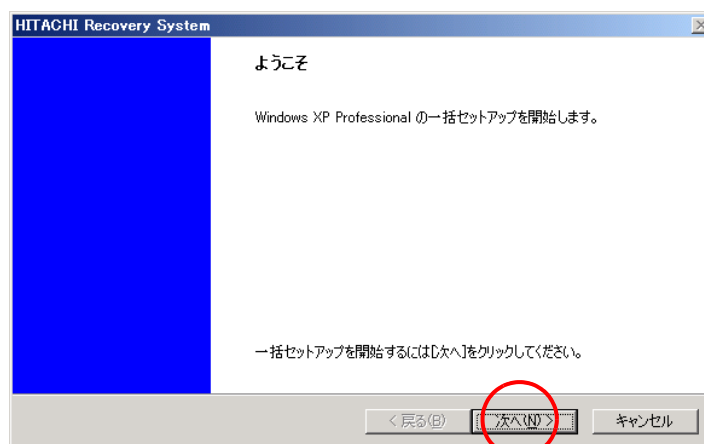 HITACHI Recovery System
ようこそ
Windows XP Professional の一括セットアップを開始します。
一括セットアップを開始するには[次へ]をクリックしてください。
< 戻る(B)
次へ(N) >
キャンセル